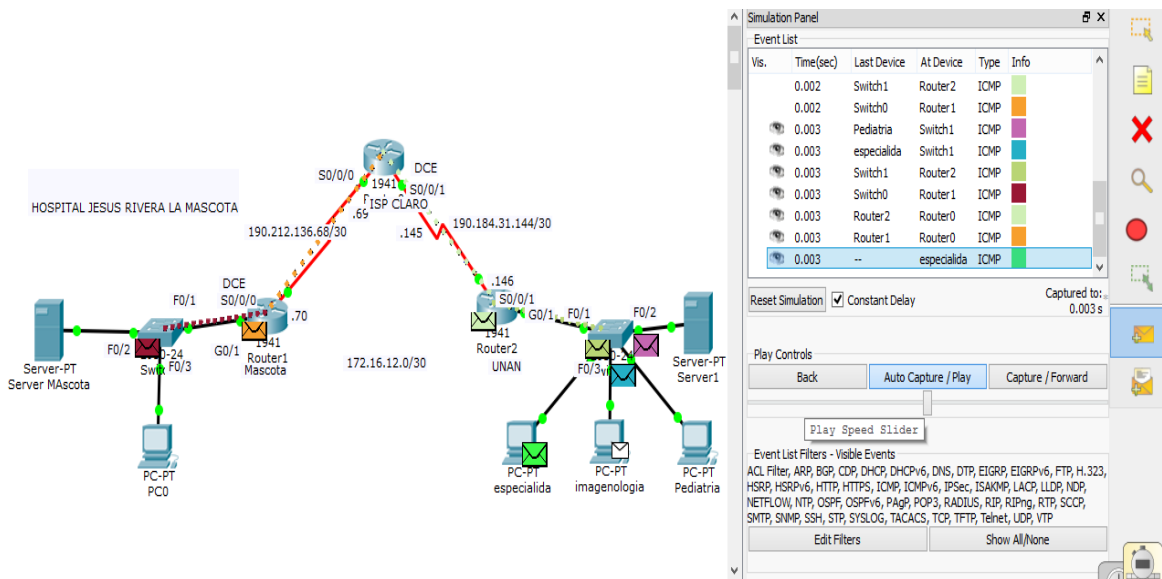 HOSPITAL JESUS RIVERA LA MASCOTA
S0/0/0
DCE
1941
S0/0/1
ISP CLARO
.69
190.212.136.68/30
.145
190.184.31.144/30
DCE
S0/0/0
F0/1
.70
.146
S0/0/1
G0/1
F0/1
F0/2
F0/2
F0/3
G0/1
1941
Router1
Mascota
1941
Router2
UNAN
172.16.12.0/30
F0/3
Server-PT
Server MAscota
Server-PT
Server1
PC-PT
PC0
PC-PT
especialida
PC-PT
imagenologia
PC-PT
Pediatria
Simulation Panel
Event List
Vis. Time(sec) Last Device At Device Type Info
0.002 Switch1 Router2 ICMP
0.002 Switch0 Router1 ICMP
0.003 Pediatria Switch1 ICMP
0.003 especialida Switch1 ICMP
0.003 Switch1 Router2 ICMP
0.003 Switch0 Router1 ICMP
0.003 Router2 Router0 ICMP
0.003 Router1 Router0 ICMP
0.003 -- especialida ICMP
Reset Simulation Constant Delay Captured to:
0.003 s
Play Controls
Back Auto Capture / Play Capture / Forward
Play Speed Slider
Event List Filters - Visible Events
ACL Filter, ARP, BGP, CDP, DHCP, DHCPv6, DNS, DTP, EIGRP, EIGRPv6, FTP, H.323,
HSRP, HSRPv6, HTTP, HTTPS, ICMP, ICMPv6, IPSec, ISAKMP, LACP, LLDP, NDP,
NETFLOW, NTP, OSPF, OSPFv6, PAgP, POP3, RADIUS, RIP, RIPng, RTP, SCCP,
SMTP, SNMP, SSH, STP, SYSLOG, TACACS, TCP, TFTP, Telnet, UDP, VTP
Edit Filters Show All/None